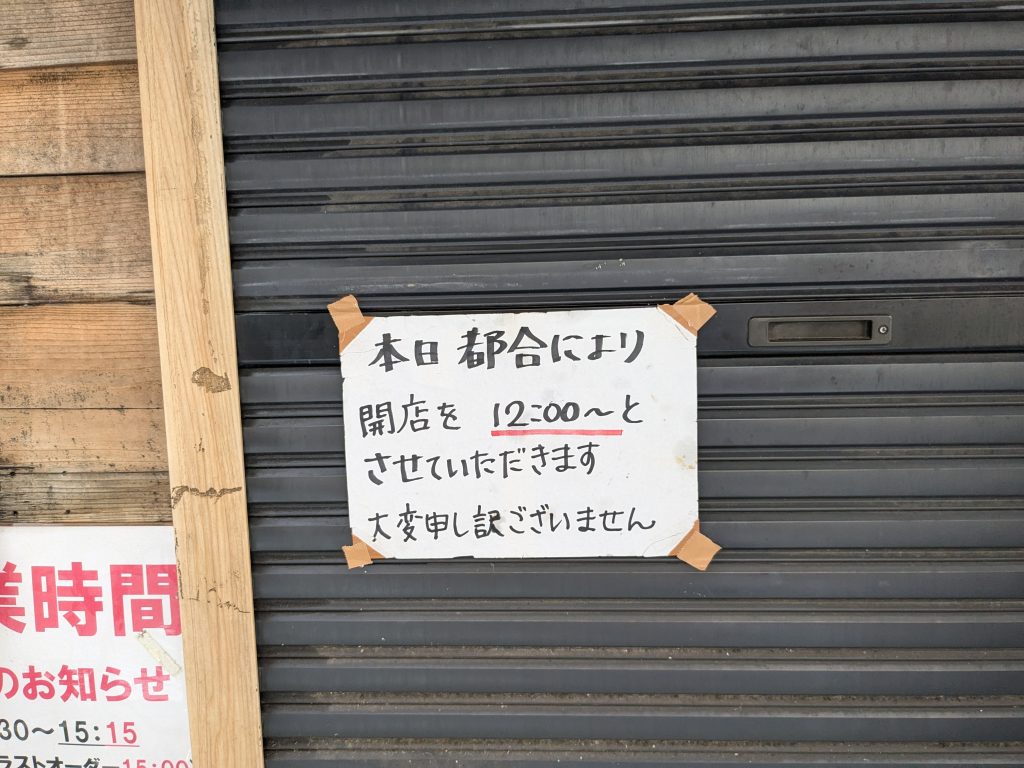 本日 都合により
開店を 12:00～と
させていただきます
大変申し訳ございません
業時間
のお知らせ
30～15:15
ラストオーダー15:00